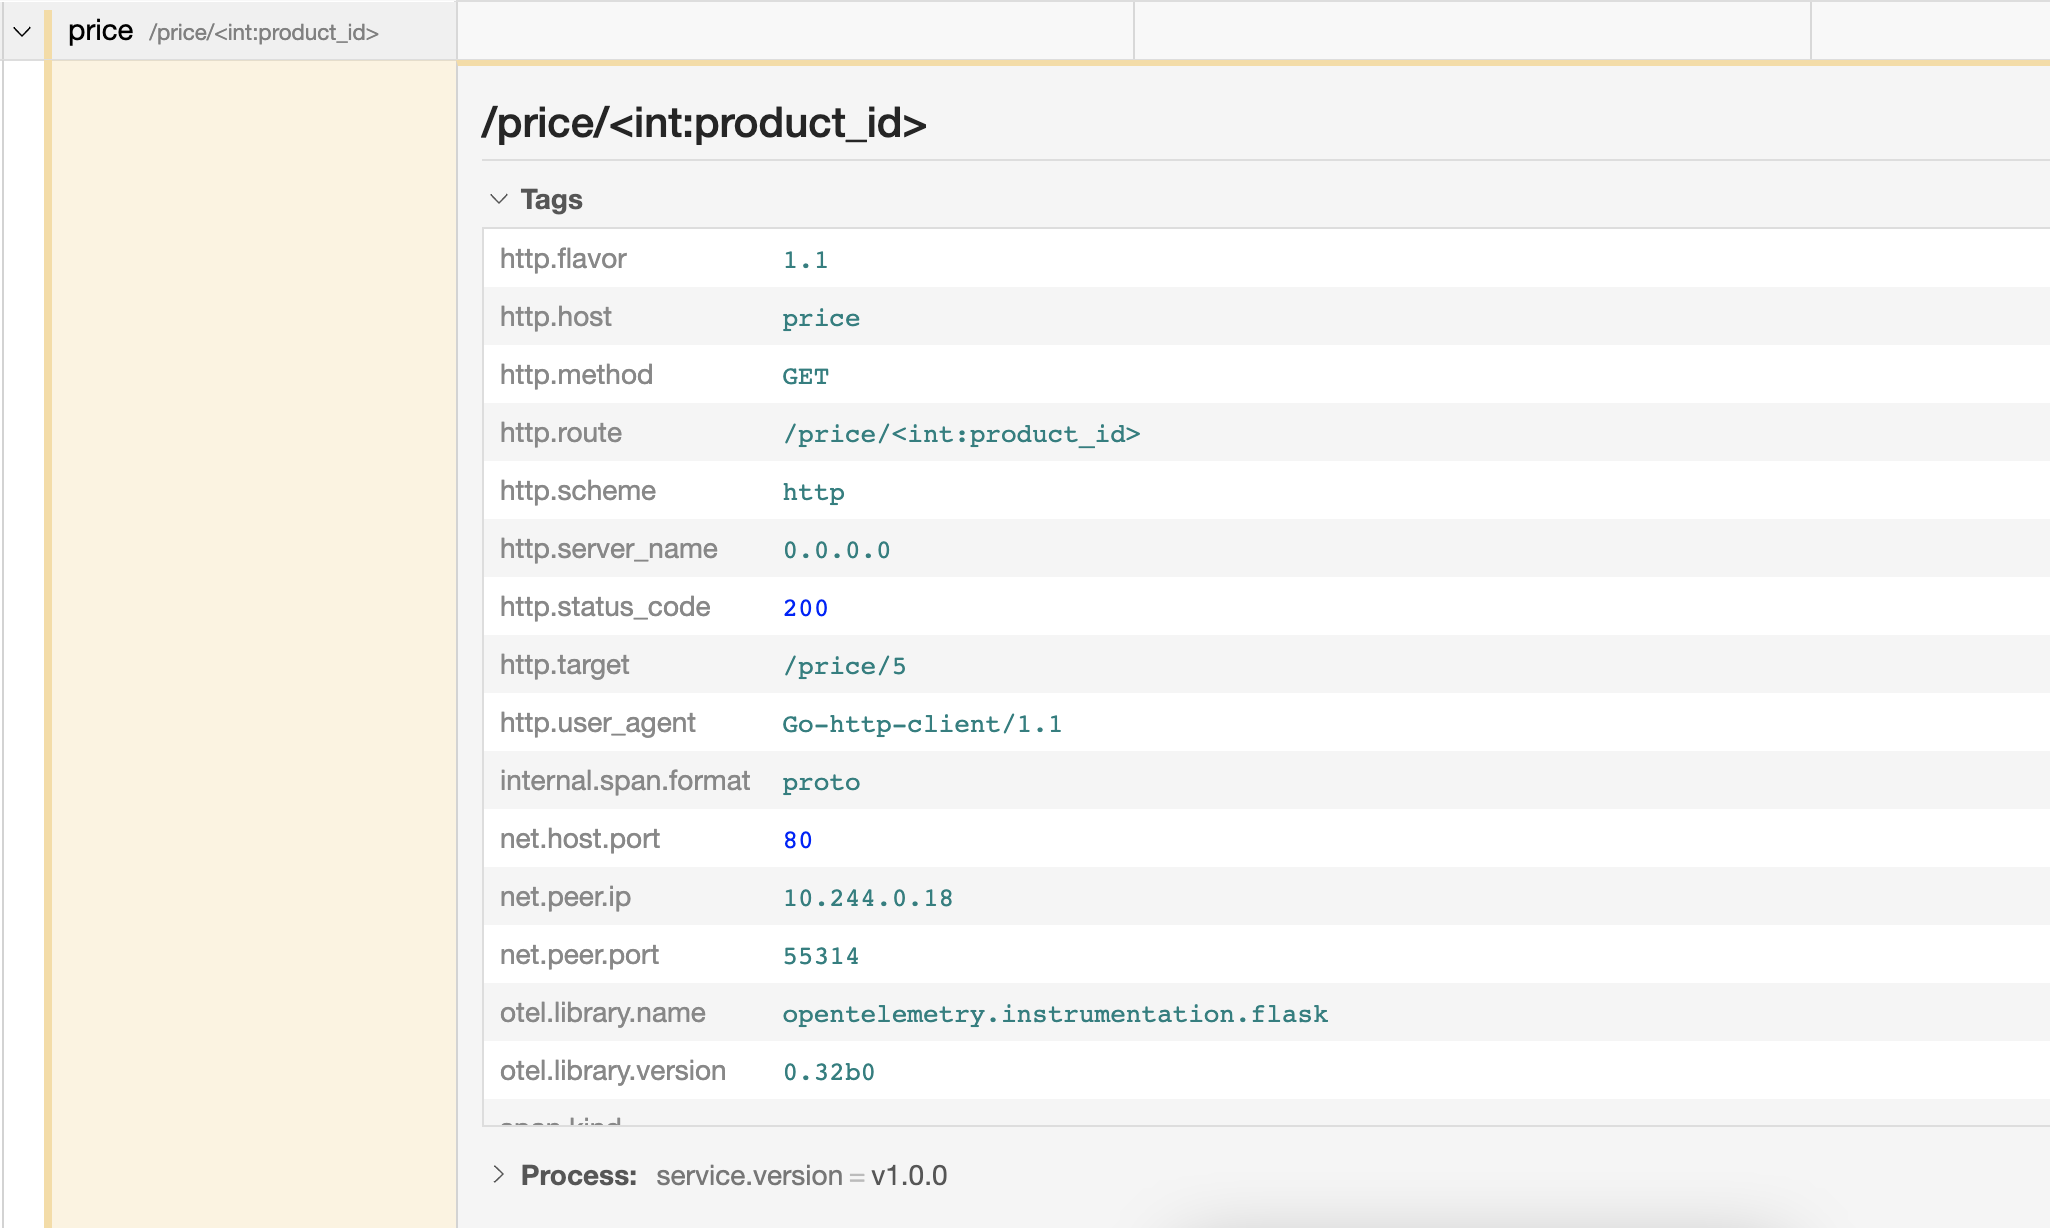 price /price/<int:product_id>
/price/<int:product_id>
Tags
http.flavor 1.1
http.host price
http.method GET
http.route /price/<int:product_id>
http.scheme http
http.server_name 0.0.0.0
http.status_code 200
http.target /price/5
http.user_agent Go-http-client/1.1
internal.span.format proto
net.host.port 80
net.peer.ip 10.244.0.18
net.peer.port 55314
otel.library.name opentelemetry.instrumentation.flask
otel.library.version 0.32b0
span.kind
Process: service.version = v1.0.0